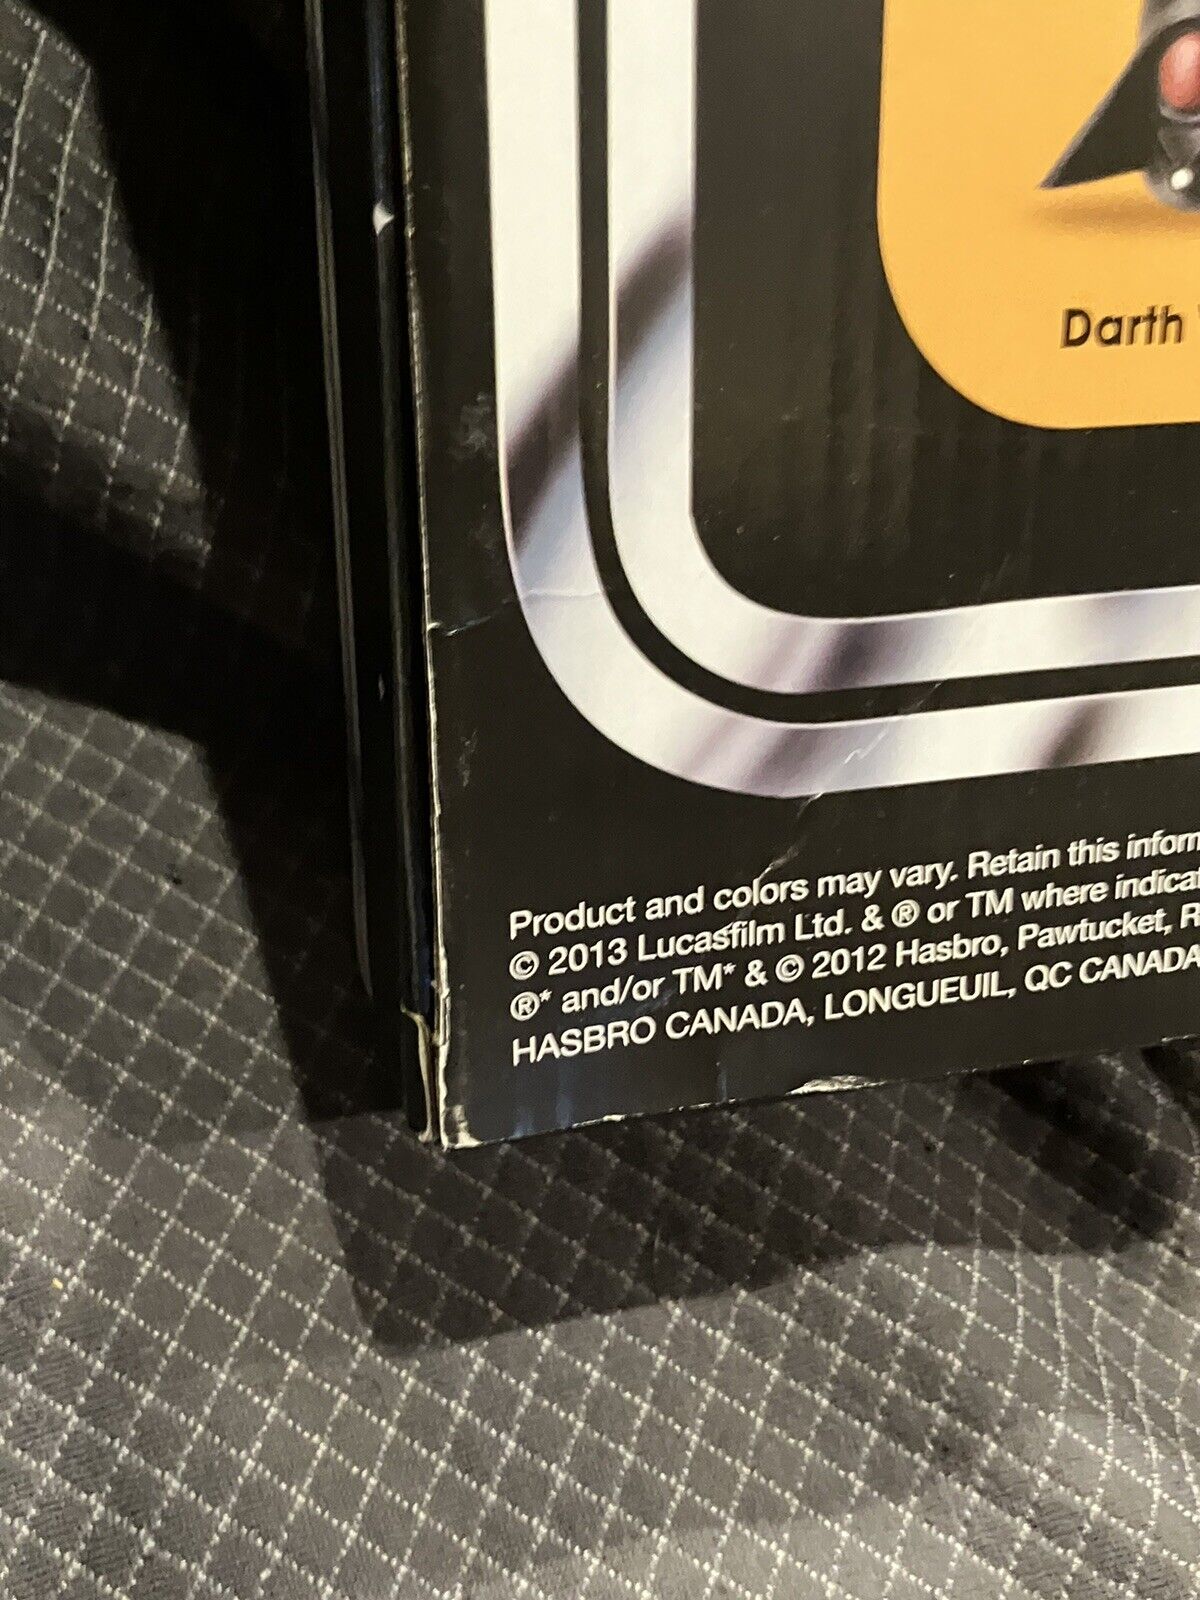 Darth
Product and colors may vary. Retain this
© 2013 Lucasfilm Ltd. & ® or TM where
®* and/or TM* & © 2012 Hasbro, Pawtucket,
HASBRO CANADA, LONGUEUIL, QC CANADA